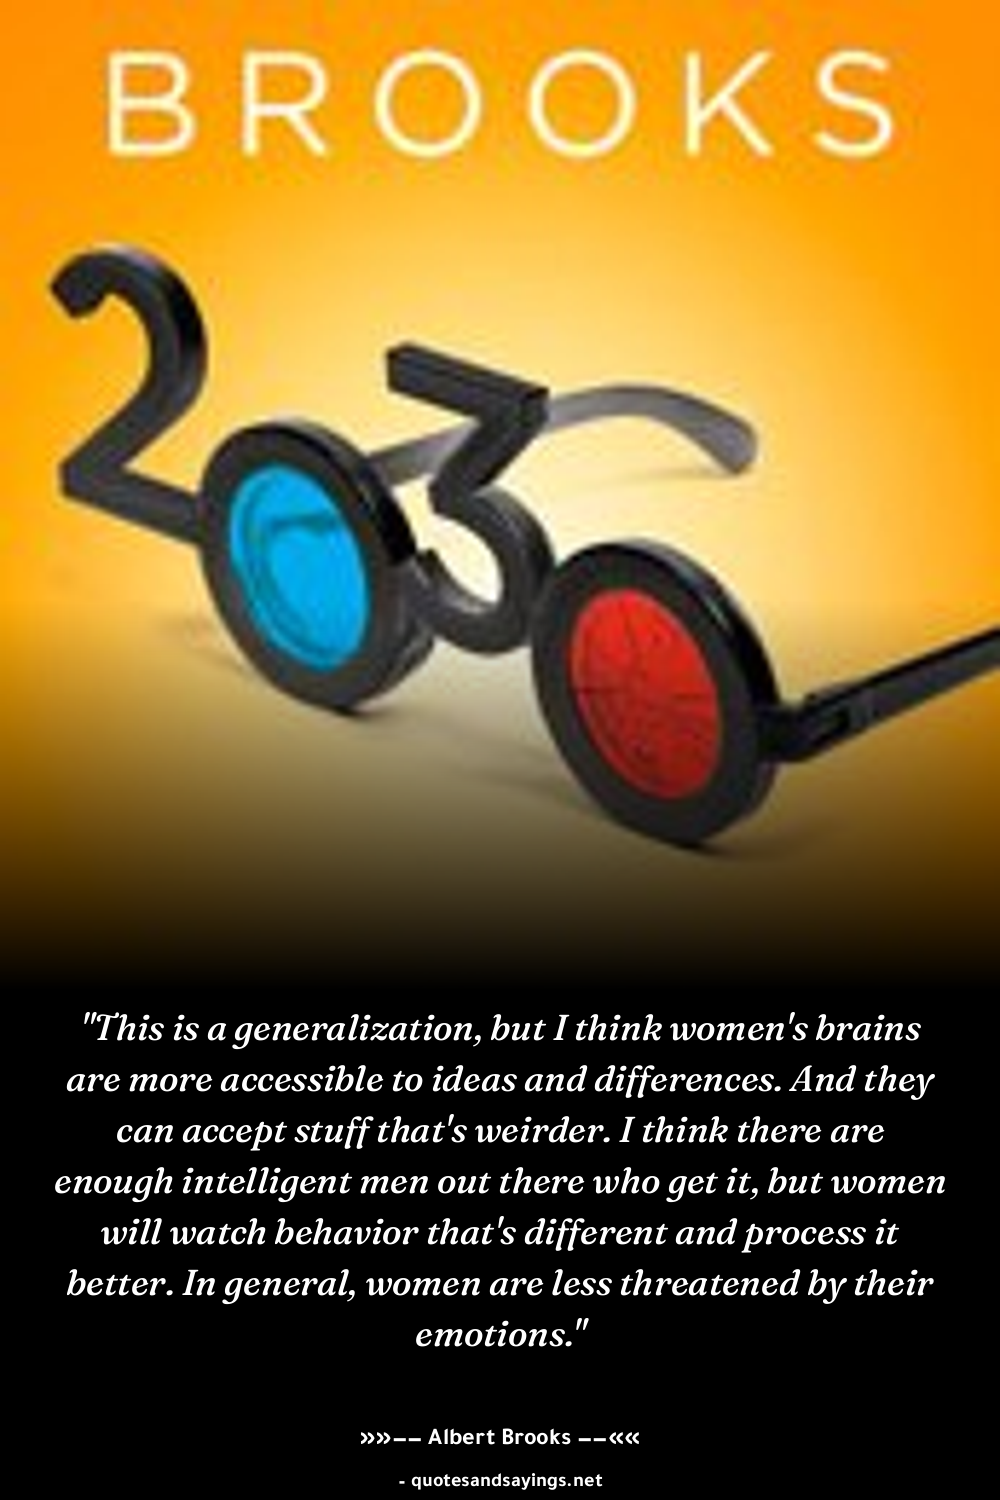 BROOKS
2030
"This is a generalization, but I think women's brains
are more accessible to ideas and differences. And they
can accept stuff that's weirder. I think there are
enough intelligent men out there who get it, but women
will watch behavior that's different and process it
better. In general, women are less threatened by their
emotions."
»»–– Albert Brooks ––««
- quotesandsayings.net